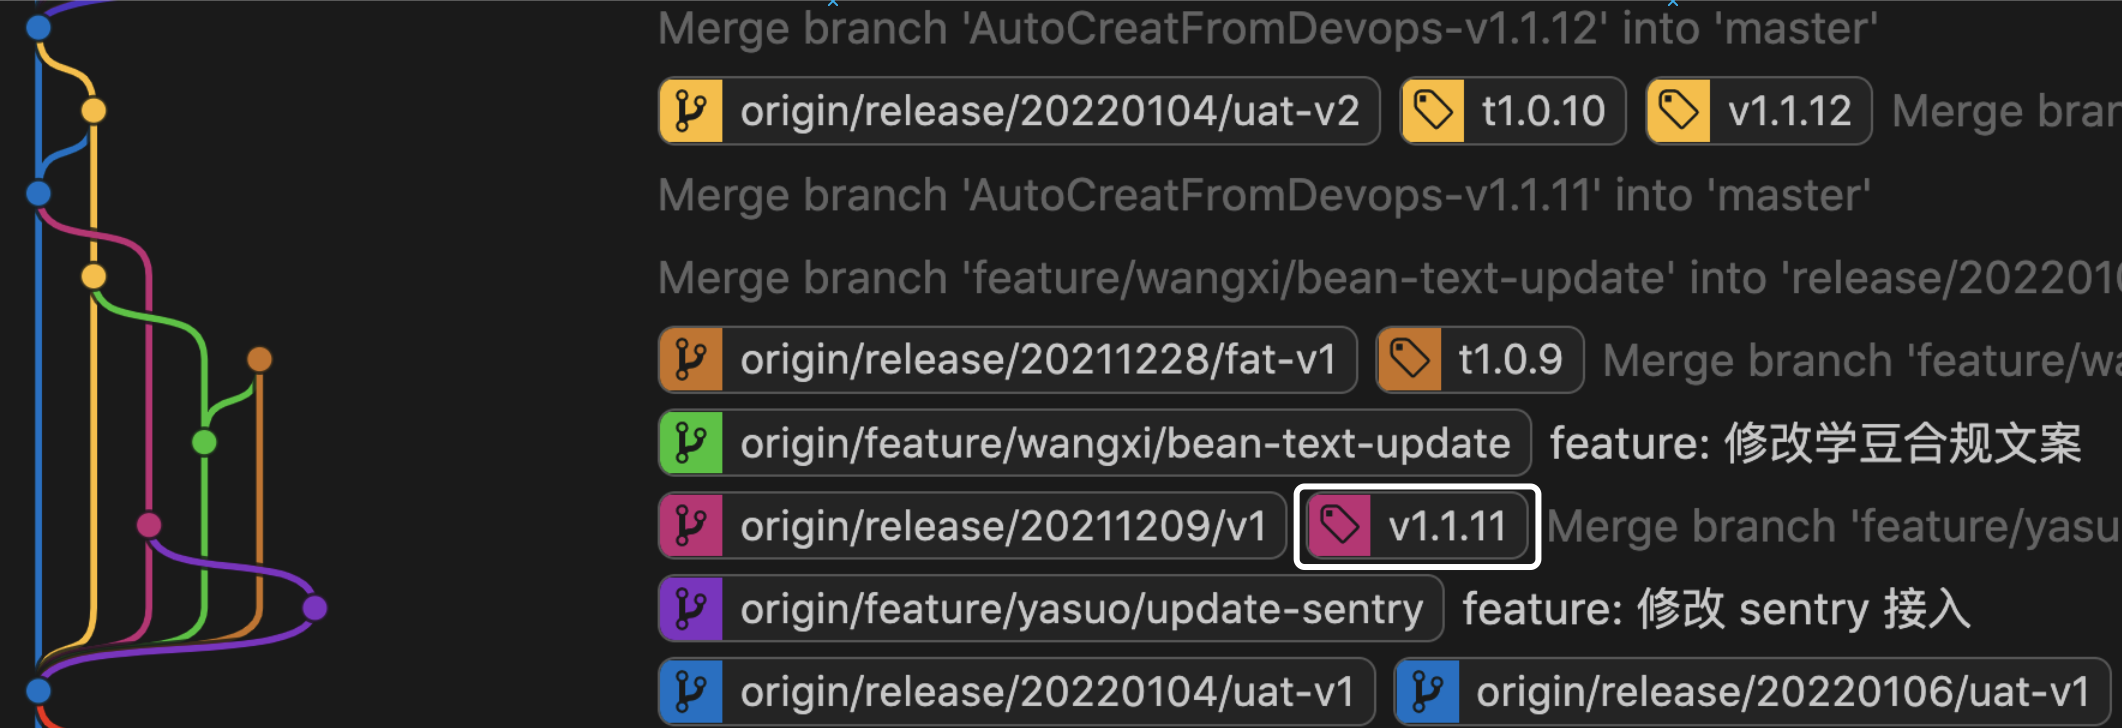 Merge branch 'AutoCreatFromDevops-v1.1.12' into 'master'
origin/release/20220104/uat-v2 t1.0.10 v1.1.12 Merge bran
Merge branch 'AutoCreatFromDevops-v1.1.11' into 'master'
Merge branch 'feature/wangxi/bean-text-update' into 'release/2022010
origin/release/20211228/fat-v1 t1.0.9 Merge branch 'feature/wa
origin/feature/wangxi/bean-text-update feature: 修改学豆合规文案
origin/release/20211209/v1 v1.1.11 Merge branch 'feature/yasu
origin/feature/yasuo/update-sentry feature: 修改 sentry 接入
origin/release/20220104/uat-v1 origin/release/20220106/uat-v1